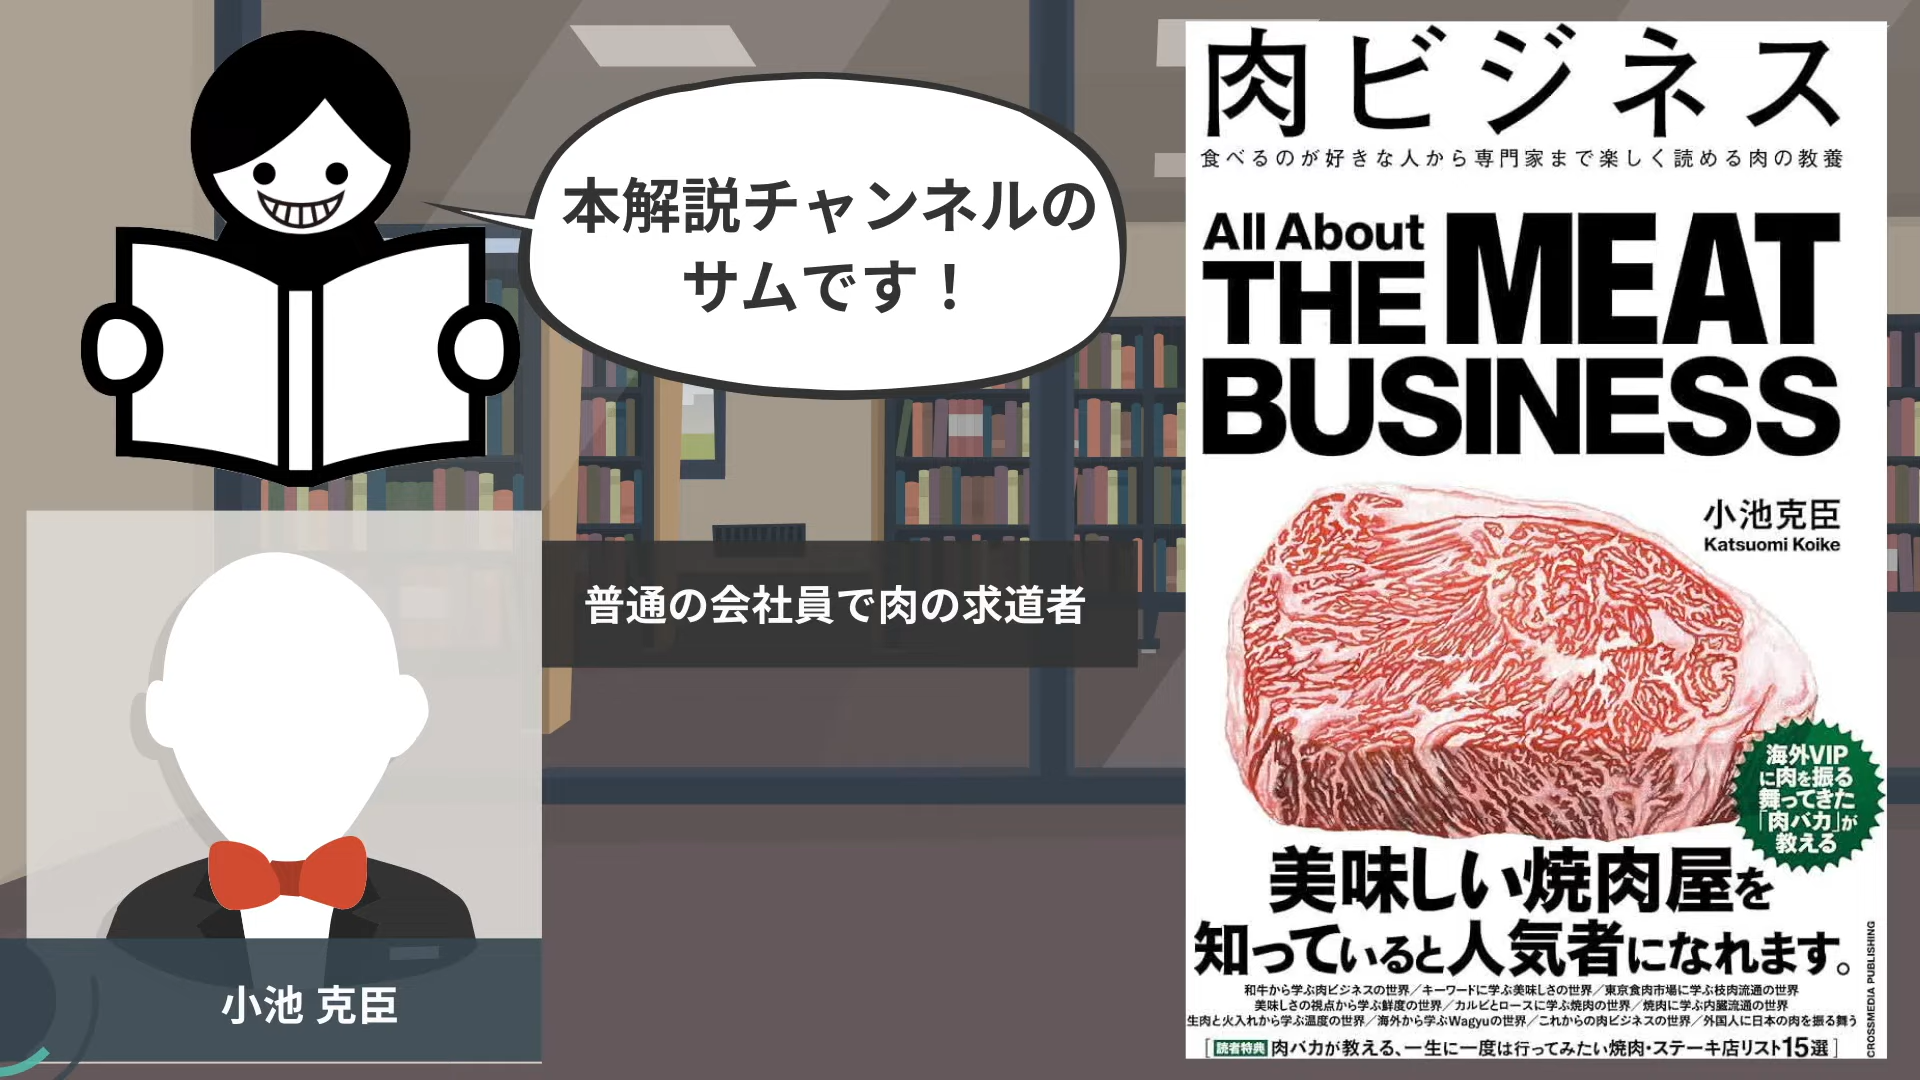 本解説チャンネルの
サムです！
普通の会社員で肉の求道者
小池 克臣
肉ビジネス
食べるのが好きな人から専門家まで楽しく読める肉の教養
All About
THE MEAT
BUSINESS
小池克臣
Katsuomi Koike
海外VIP
に肉を振る
舞ってきた
「肉バカ」が
教える
美味しい焼肉屋を
知っていると人気者になれます。
和牛から学ぶ肉ビジネスの世界／キーワードに学ぶ美味しさの世界／東京食肉市場に学ぶ枝肉流通の世界
美味しさの視点から学ぶ鮮度の世界／カルビとロースに学ぶ焼肉の世界／焼肉に学ぶ内臓流通の世界
生肉と火入れから学ぶ温度の世界／海外から学ぶWagyuの世界／これからの肉ビジネスの世界／外国人に日本の肉を振る舞う
[読者特典 肉バカが教える、一生に一度は行ってみたい焼肉・ステーキ店リスト15選]
CROSSMEDIA PUBLISHING